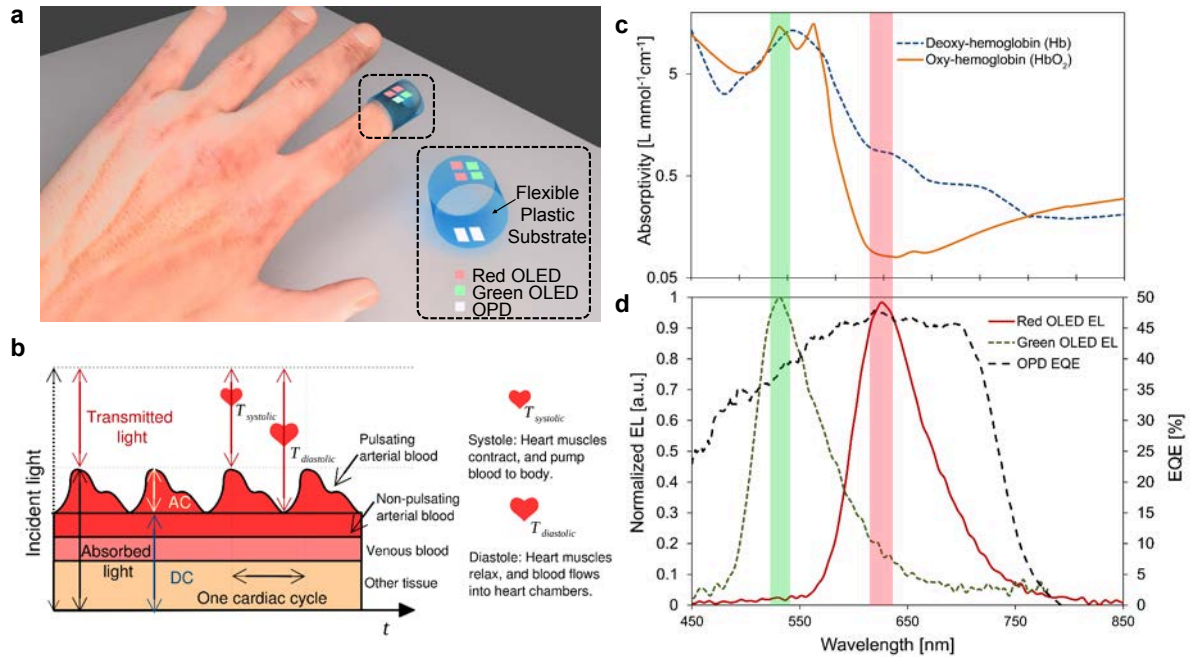 a
Flexible
Plastic
Substrate
Red OLED
Green OLED
OPD
b
Incident light
Transmitted
light
T systolic
T diastolic
Pulsating
arterial blood
AC
Non-pulsating
arterial blood
Absorbed
light
DC
Venous blood
Other tissue
One cardiac cycle
t
T systolic
Systole: Heart muscles
contract, and pump
blood to body.
T diastolic
Diastole: Heart muscles
relax, and blood flows
into heart chambers.
c
Absorptivity [L mmol⁻¹cm⁻¹]
5
0.5
0.05
Deoxy-hemoglobin (Hb)
Oxy-hemoglobin (HbO₂)
d
Normalized EL [a.u.]
1
0.9
0.8
0.7
0.6
0.5
0.4
0.3
0.2
0.1
0
Red OLED EL
Green OLED EL
OPD EQE
50
45
40
35
30
25
20
15
10
5
0
EQE [%]
450 550 650 750 850
Wavelength [nm]